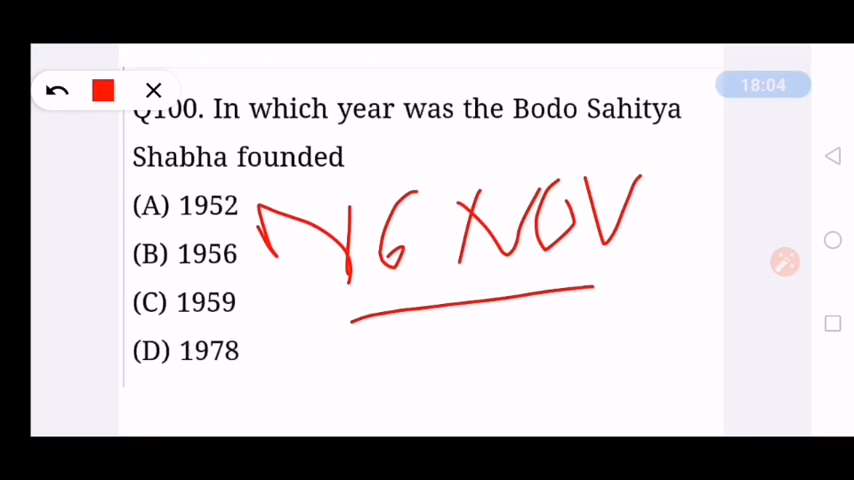 18:04
Q100. In which year was the Bodo Sahitya
Shabha founded
(A) 1952
(B) 1956
(C) 1959
(D) 1978
16 NOV